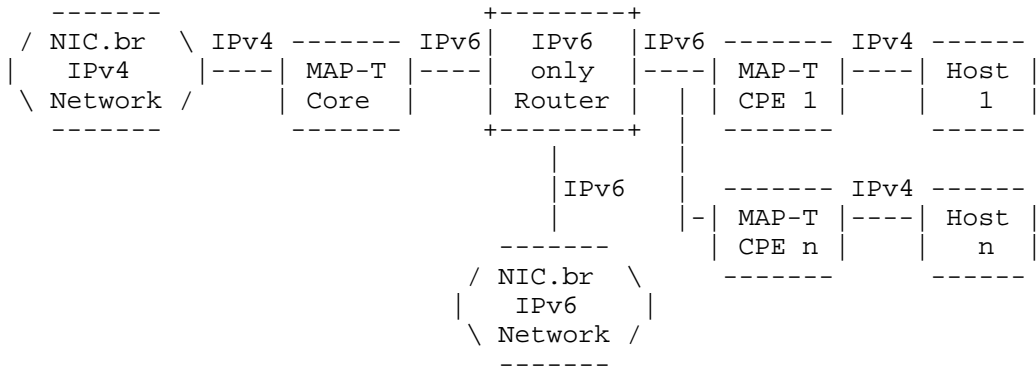 NIC.br IPv4 IPv6 IPv6 IPv6 IPv4
IPv4 MAP-T only MAP-T Host
Network Core Router CPE 1 1
IPv6 IPv4
MAP-T Host
CPE n n
NIC.br
IPv6
Network